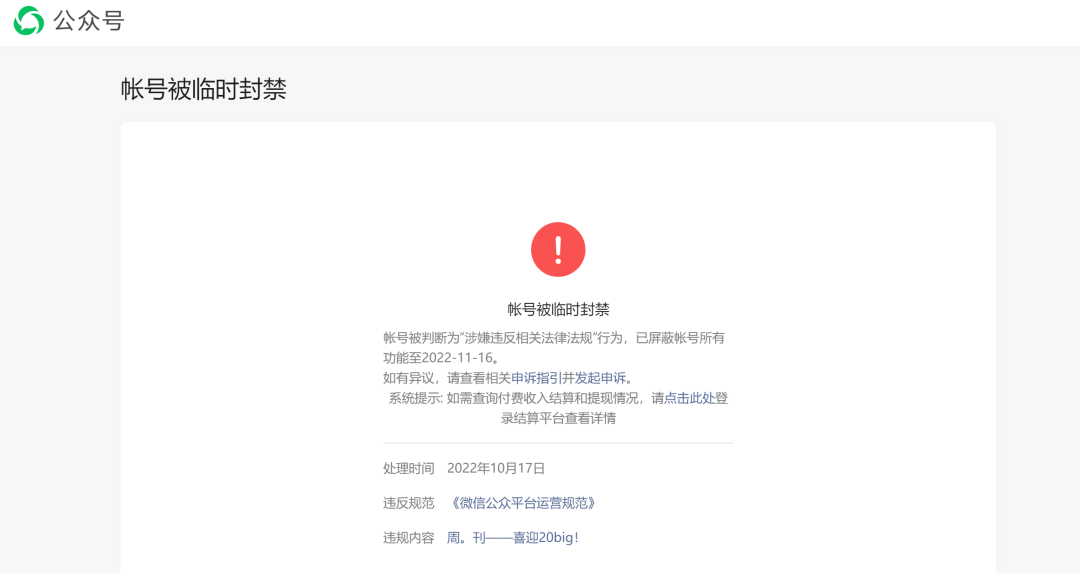 公众号
帐号被临时封禁
帐号被临时封禁
帐号被判断为“涉嫌违反相关法律法规”行为，已屏蔽帐号所有
功能至2022-11-16。
如有异议，请查看相关申诉指引并发起申诉。
系统提示: 如需查询付费收入结算和提现情况，请点击此处登
录结算平台查看详情
处理时间 2022年10月17日
违反规范 《微信公众平台运营规范》
违规内容 周。刊——喜迎20big！